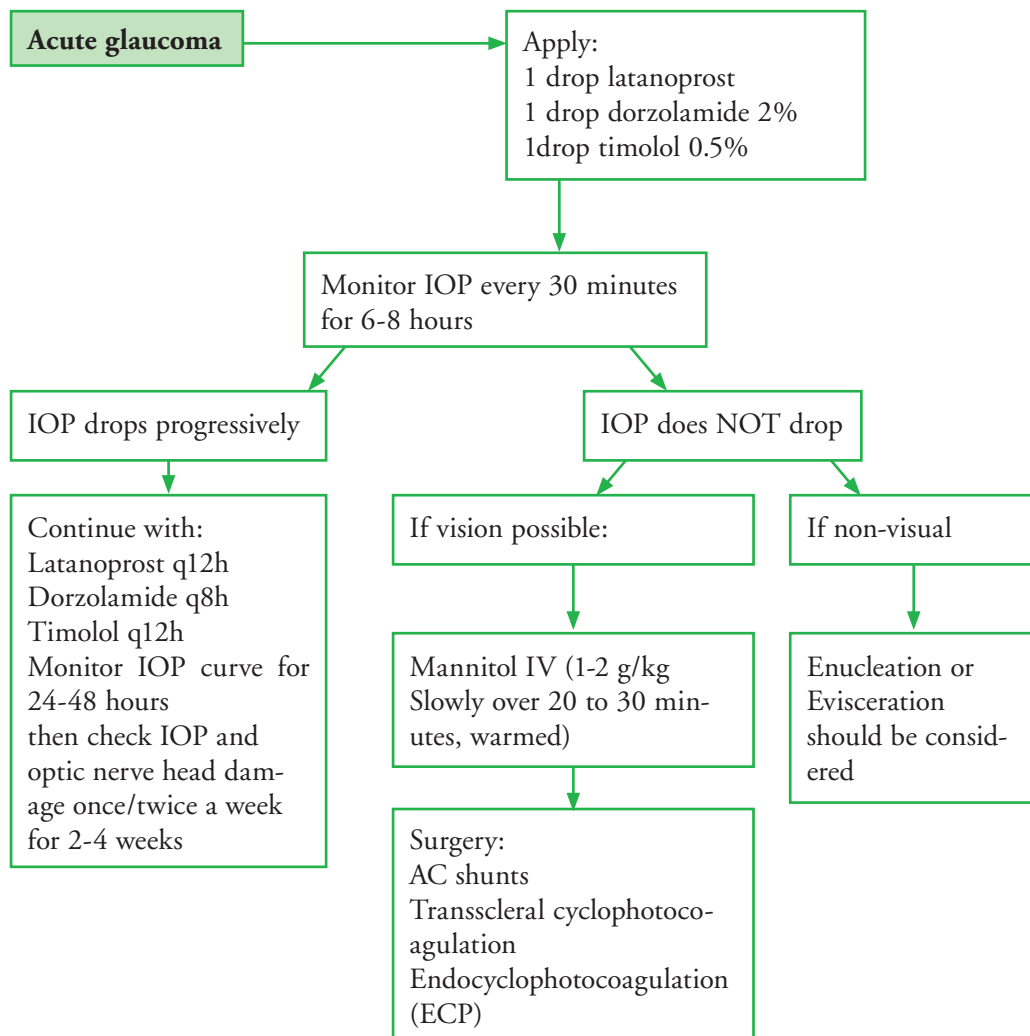 Acute glaucoma
Apply:
1 drop latanoprost
1 drop dorzolamide 2%
1drop timolol 0.5%
Monitor IOP every 30 minutes
for 6-8 hours
IOP drops progressively
IOP does NOT drop
Continue with:
Latanoprost q12h
Dorzolamide q8h
Timolol q12h
Monitor IOP curve for
24-48 hours
then check IOP and
optic nerve head dam-
age once/twice a week
for 2-4 weeks
If vision possible:
If non-visual
Mannitol IV (1-2 g/kg
Slowly over 20 to 30 min-
utes, warmed)
Enucleation or
Evisceration
should be consid-
ered
Surgery:
AC shunts
Transscleral cyclophotoco-
agulation
Endocyclophotocoagulation
(ECP)